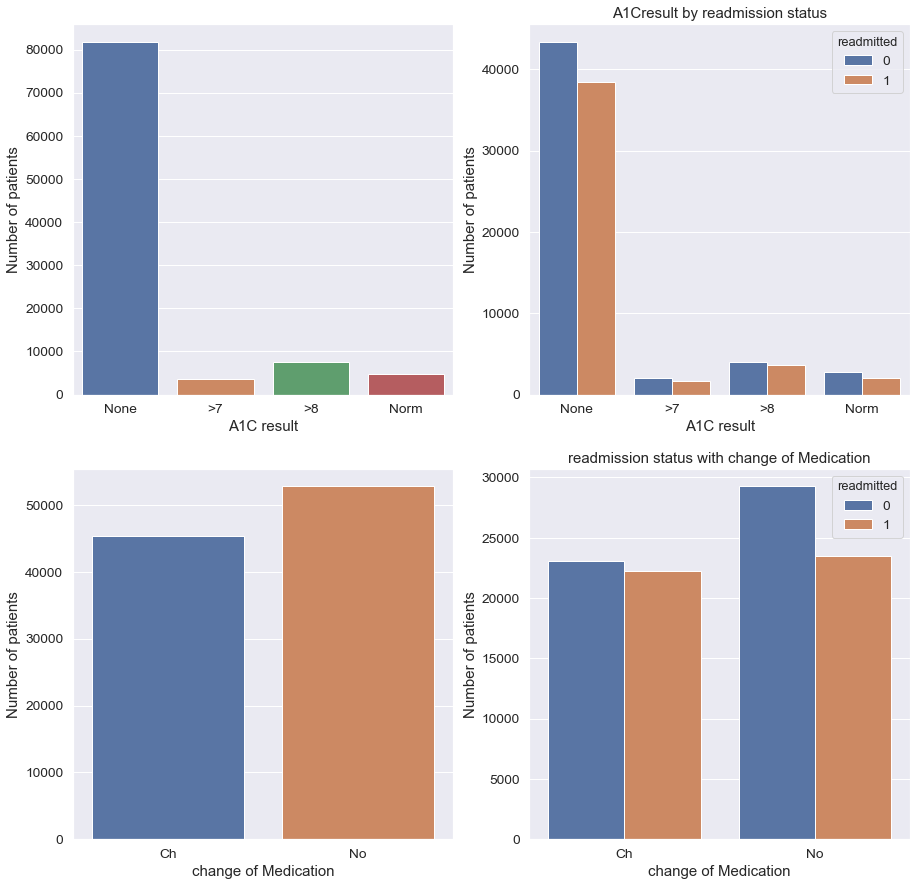 80000
70000
60000
50000
40000
30000
20000
10000
0
Number of patients
None >7 >8 Norm
A1C result
A1Cresult by readmission status
readmitted
0
1
40000
30000
20000
10000
0
Number of patients
None >7 >8 Norm
A1C result
50000
40000
30000
20000
10000
0
Number of patients
Ch No
change of Medication
readmission status with change of Medication
readmitted
0
1
30000
25000
20000
15000
10000
5000
0
Number of patients
Ch No
change of Medication